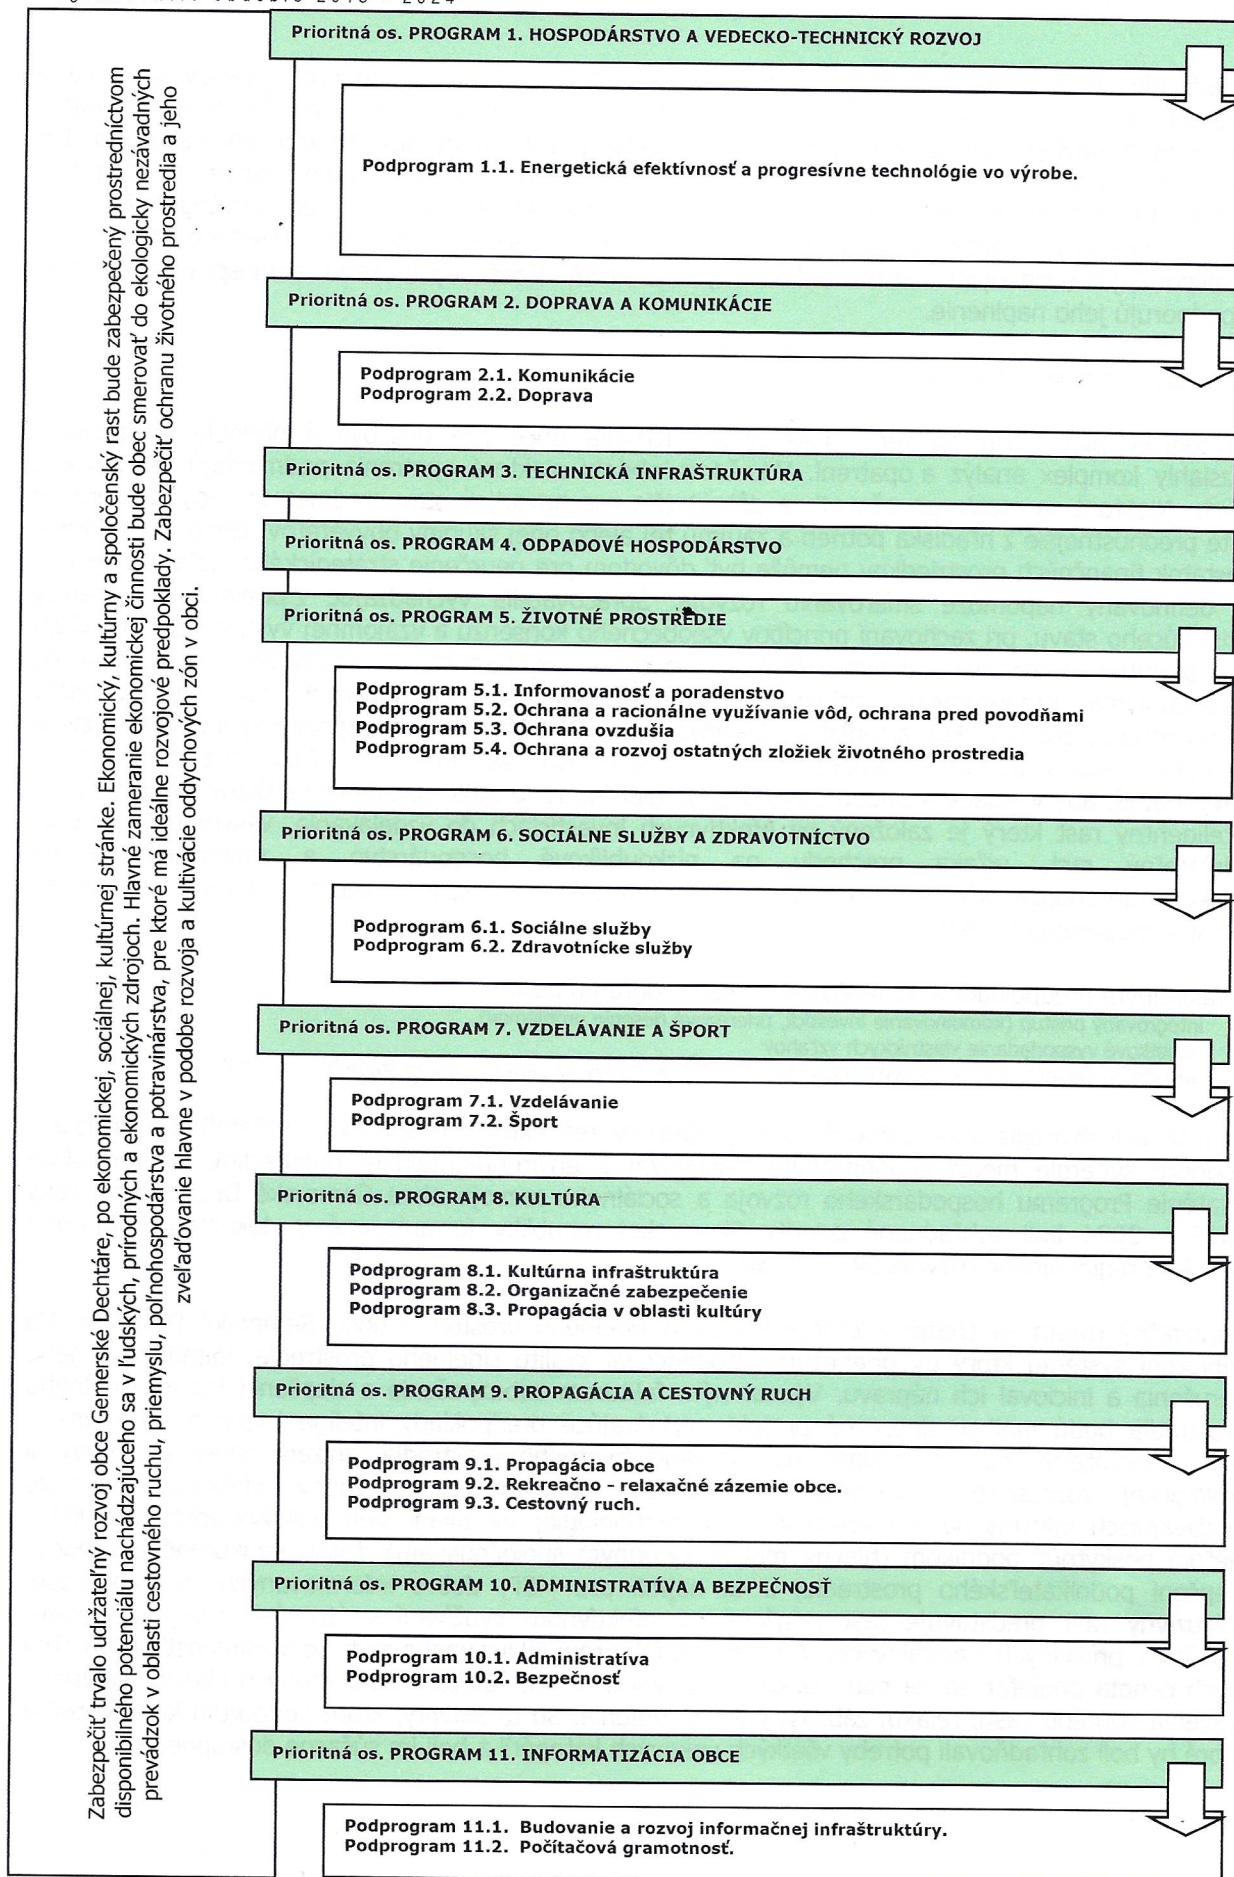 2024
Zabezpečiť trvalo udržateľný rozvoj obce Gemerské Dechtáre, po ekonomickej, sociálnej, kultúrnej stránke. Ekonomický, kultúrny a spoločenský rast bude zabezpečený prostredníctvom
disponibilného potenciálu nachádzajúceho sa v ľudských, prírodných a ekonomických zdrojoch. Hlavné zameranie ekonomickej činnosti bude obec smerovať do ekologicky nezávadných
prevádzok v oblasti cestovného ruchu, priemyslu, poľnohospodárstva a potravinárstva, pre ktoré má ideálne rozvojové predpoklady. Zabezpečiť ochranu životného prostredia a jeho
zveľaďovanie hlavne v podobe rozvoja a kultivácie oddychových zón v obci.
Prioritná os. PROGRAM 1. HOSPODÁRSTVO A VEDECKO-TECHNICKÝ ROZVOJ
Podprogram 1.1. Energetická efektívnosť a progresívne technológie vo výrobe.
Prioritná os. PROGRAM 2. DOPRAVA A KOMUNIKÁCIE
Podprogram 2.1. Komunikácie
Podprogram 2.2. Doprava
Prioritná os. PROGRAM 3. TECHNICKÁ INFRAŠTRUKTÚRA
Prioritná os. PROGRAM 4. ODPADOVÉ HOSPODÁRSTVO
Prioritná os. PROGRAM 5. ŽIVOTNÉ PROSTREDIE
Podprogram 5.1. Informovanosť a poradenstvo
Podprogram 5.2. Ochrana a racionálne využívanie vôd, ochrana pred povodňami
Podprogram 5.3. Ochrana ovzdušia
Podprogram 5.4. Ochrana a rozvoj ostatných zložiek životného prostredia
Prioritná os. PROGRAM 6. SOCIÁLNE SLUŽBY A ZDRAVOTNÍCTVO
Podprogram 6.1. Sociálne služby
Podprogram 6.2. Zdravotnícke služby
Prioritná os. PROGRAM 7. VZDELÁVANIE A ŠPORT
Podprogram 7.1. Vzdelávanie
Podprogram 7.2. Šport
Prioritná os. PROGRAM 8. KULTÚRA
Podprogram 8.1. Kultúrna infraštruktúra
Podprogram 8.2. Organizačné zabezpečenie
Podprogram 8.3. Propagácia v oblasti kultúry
Prioritná os. PROGRAM 9. PROPAGÁCIA A CESTOVNÝ RUCH
Podprogram 9.1. Propagácia obce
Podprogram 9.2. Rekreačno - relaxačné zázemie obce.
Podprogram 9.3. Cestovný ruch.
Prioritná os. PROGRAM 10. ADMINISTRATÍVA A BEZPEČNOSŤ
Podprogram 10.1. Administratíva
Podprogram 10.2. Bezpečnosť
Prioritná os. PROGRAM 11. INFORMATIZÁCIA OBCE
Podprogram 11.1. Budovanie a rozvoj informačnej infraštruktúry.
Podprogram 11.2. Počítačová gramotnosť.